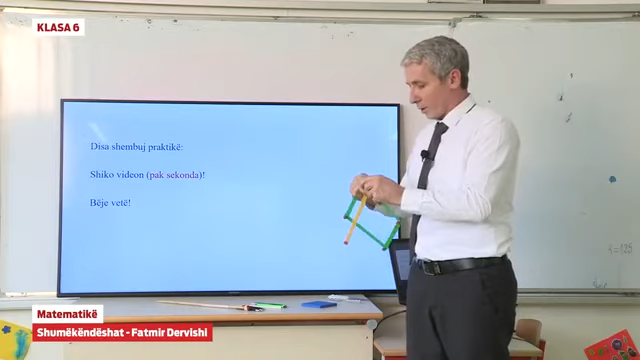 KLASA 6
Disa shembuj praktikë:
Shiko videon (pak sekonda)!
Bëje vetë!
Matematikë
Shumëkëndëshat - Fatmir Dervishi